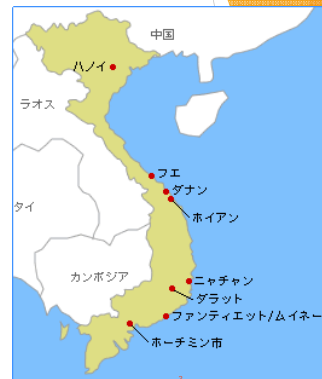 中国
ハノイ
ラオス
フエ
ダナン
タイ
ホイアン
カンボジア
ニャチャン
ダラット
ファンティエット/ムイネー
ホーチミン市